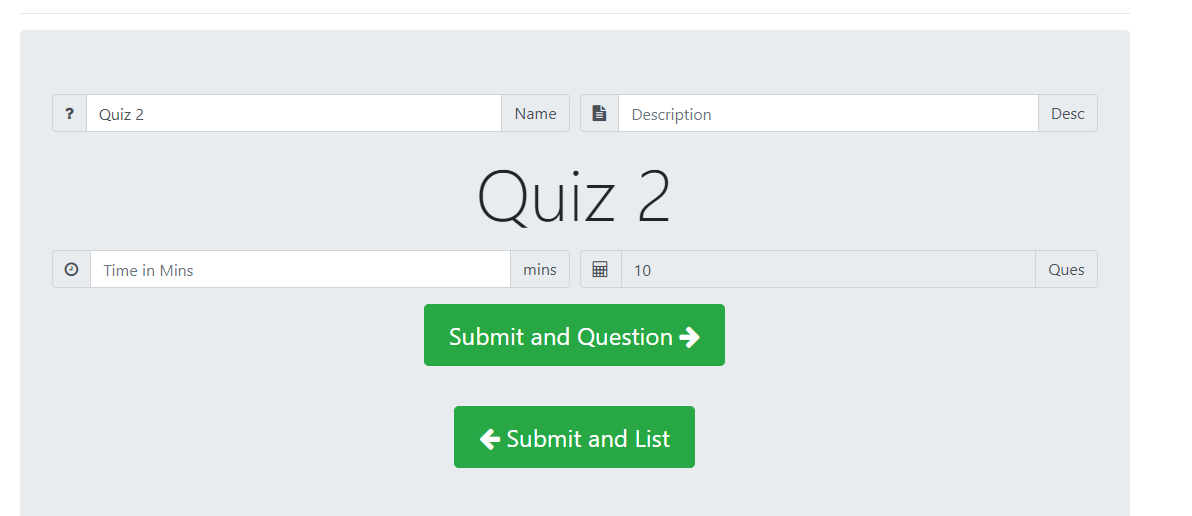 ? Quiz 2 Name Description Desc
Quiz 2
Time in Mins mins 10 Ques
Submit and Question
Submit and List